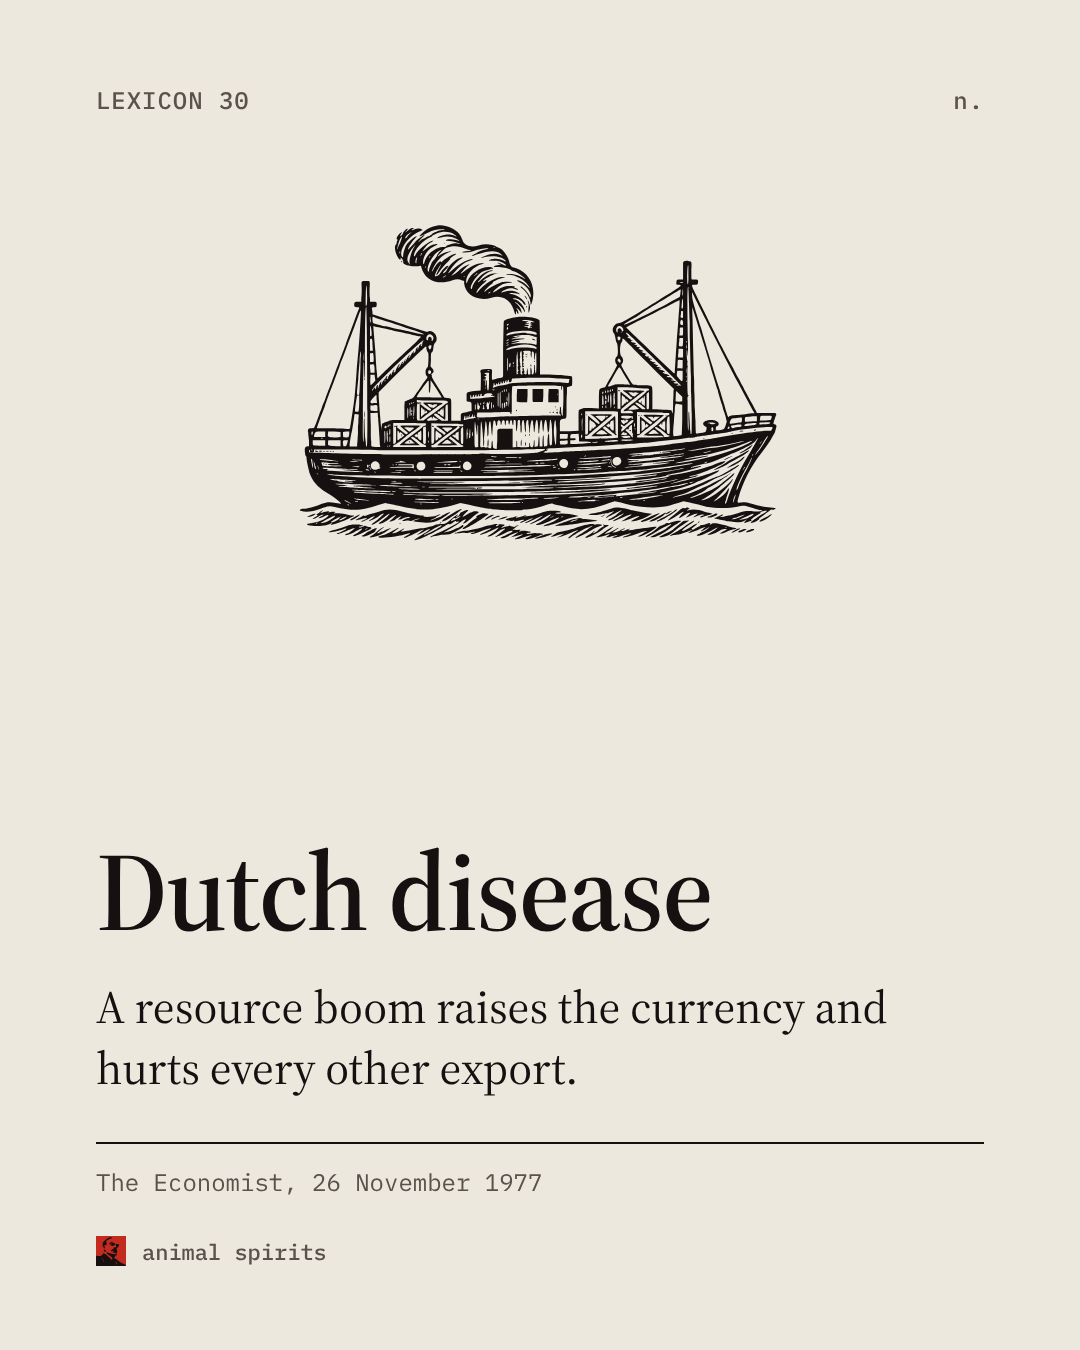 LEXICON 30
n.
Dutch disease
A resource boom raises the currency and
hurts every other export.
The Economist, 26 November 1977
animal spirits